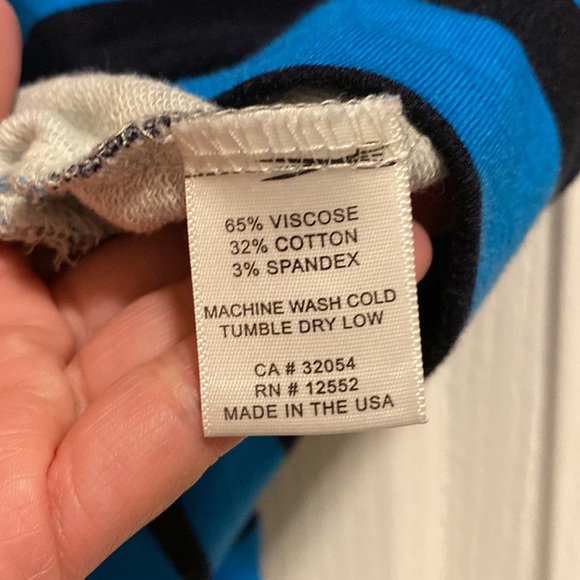 65% VISCOSE
32% COTTON
3% SPANDEX
MACHINE WASH COLD
TUMBLE DRY LOW
CA # 32054
RN # 12552
MADE IN THE USA